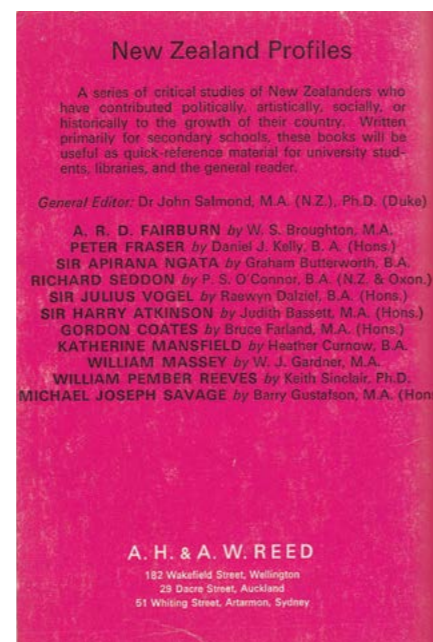 New Zealand Profiles
A series of critical studies of New Zealanders who
have contributed politically, artistically, socially, or
historically to the growth of their country. Written
primarily for secondary schools, these books will be
useful as quick-reference material for university stud-
ents, libraries, and the general reader.
General Editor: Dr John Salmond, M.A. (N.Z.), Ph.D. (Duke)
A. R. D. FAIRBURN by W. S. Broughton, M.A.
PETER FRASER by Daniel J. Kelly, B. A. (Hons.)
SIR APIRANA NGATA by Graham Butterworth, B.A.
RICHARD SEDDON by P. S. O'Connor, B.A. (N.Z. & Oxon.)
SIR JULIUS VOGEL by Raewyn Dalziel, B.A. (Hons.)
SIR HARRY ATKINSON by Judith Bassett, M.A. (Hons.)
GORDON COATES by Bruce Farland, M.A. (Hons.)
KATHERINE MANSFIELD by Heather Curnow, B.A.
WILLIAM MASSEY by W. J. Gardner, M.A.
WILLIAM PEMBER REEVES by Keith Sinclair, Ph.D.
MICHAEL JOSEPH SAVAGE by Barry Gustafson, M.A. (Hon
A. H. & A. W. REED
182 Wakefield Street, Wellington
29 Dacre Street, Auckland
51 Whiting Street, Artarmon, Sydney